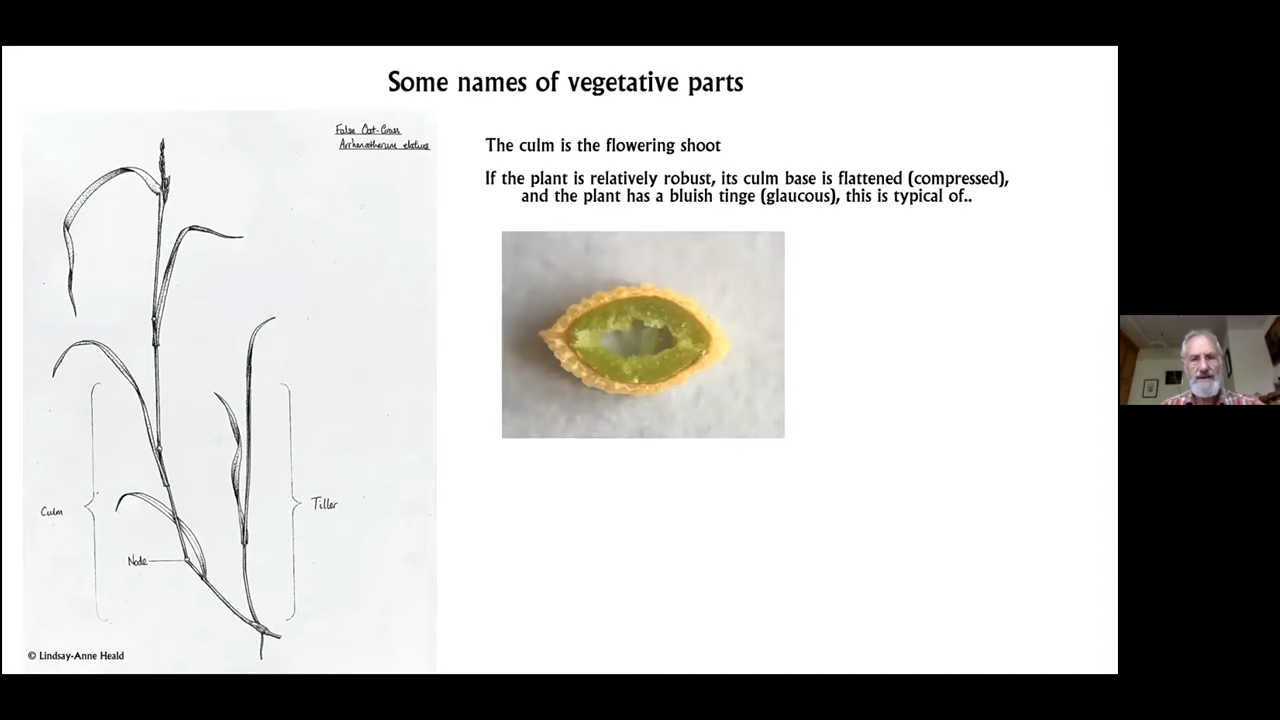 Some names of vegetative parts
False Oat-Grass
Arrhenatherum elatius
The culm is the flowering shoot
If the plant is relatively robust, its culm base is flattened (compressed),
and the plant has a bluish tinge (glaucous), this is typical of..
Culm
Tiller
Node
© Lindsay-Anne Heald